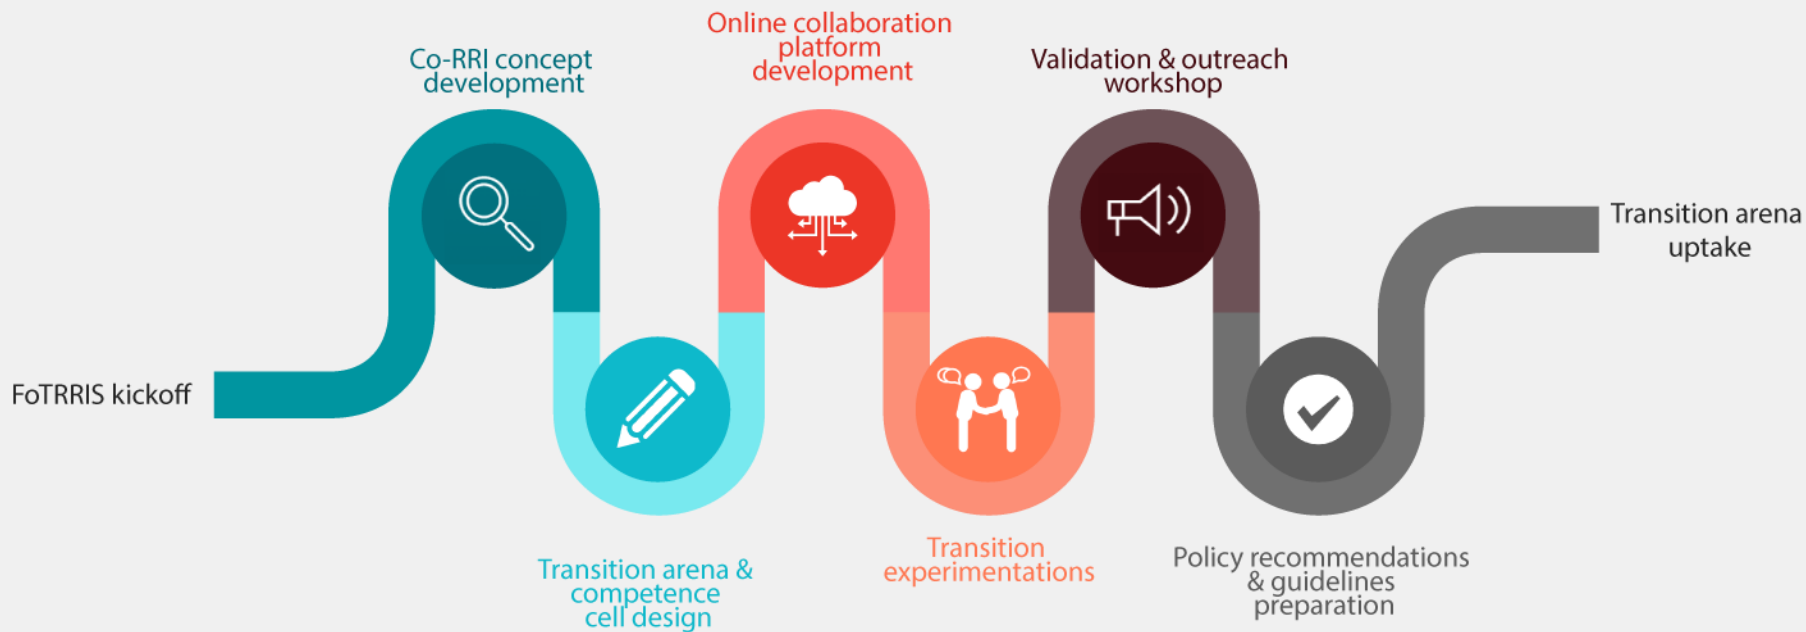 FoTRRIS kickoff
Co-RRI concept
development
Transition arena &
competence
cell design
Online collaboration
platform
development
Transition
experimentations
Validation & outreach
workshop
Policy recommendations
& guidelines
preparation
Transition arena
uptake